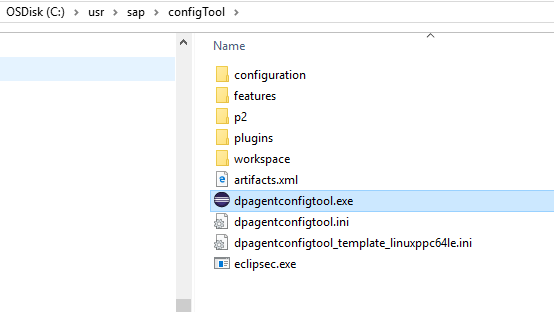 OSDisk (C:) > usr > sap > configTool >
Name
configuration
features
p2
plugins
workspace
artifacts.xml
dpagentconfigtool.exe
dpagentconfigtool.ini
dpagentconfigtool_template_linuxppc64le.ini
eclipsec.exe